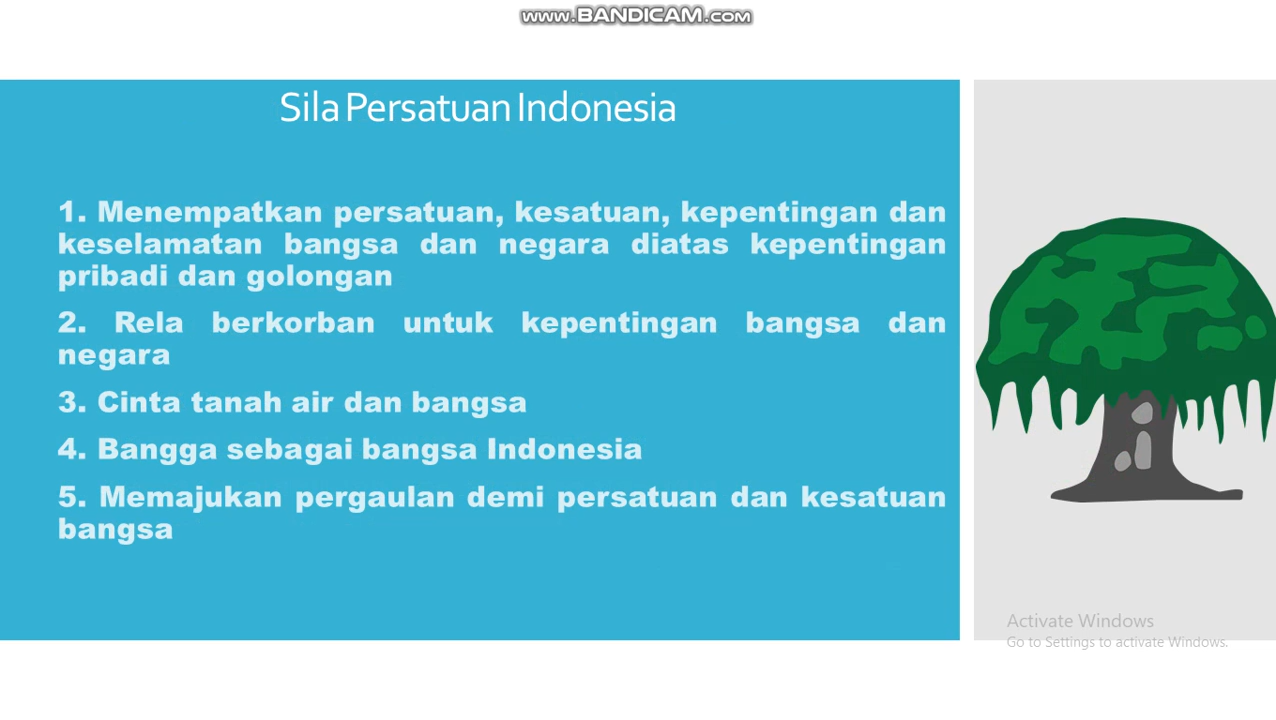 www.BANDICAM.com
Sila Persatuan Indonesia
1. Menempatkan persatuan, kesatuan, kepentingan dan
keselamatan bangsa dan negara diatas kepentingan
pribadi dan golongan
2. Rela berkorban untuk kepentingan bangsa dan
negara
3. Cinta tanah air dan bangsa
4. Bangga sebagai bangsa Indonesia
5. Memajukan pergaulan demi persatuan dan kesatuan
bangsa
Activate Windows
Go to Settings to activate Windows.